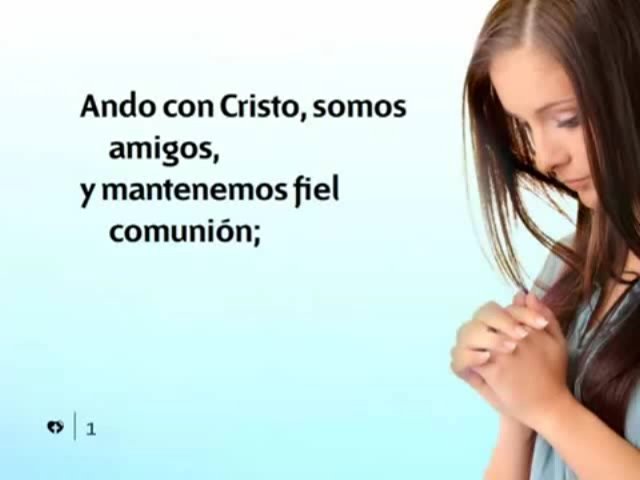 Ando con Cristo, somos
amigos,
y mantenemos fiel
comunión;
1